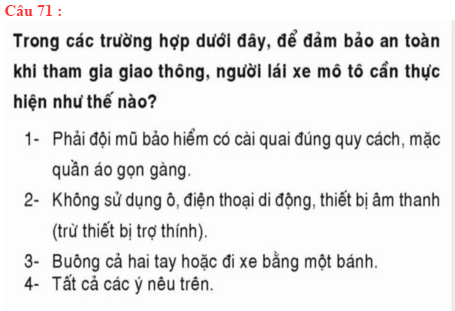 Câu 71 :
Trong các trường hợp dưới đây, để đảm bảo an toàn
khi tham gia giao thông, người lái xe mô tô cần thực
hiện như thế nào?
1- Phải đội mũ bảo hiểm có cài quai đúng quy cách, mặc
quần áo gọn gàng.
2- Không sử dụng ô, điện thoại di động, thiết bị âm thanh
(trừ thiết bị trợ thính).
3- Buông cả hai tay hoặc đi xe bằng một bánh.
4- Tất cả các ý nêu trên.